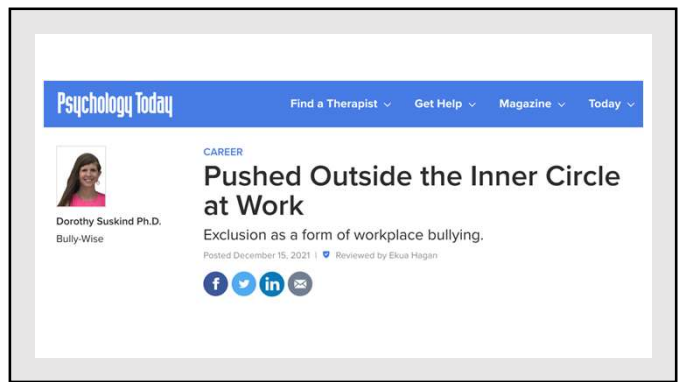 Psychology Today
Find a Therapist Get Help Magazine Today
CAREER
Pushed Outside the Inner Circle
at Work
Dorothy Suskind Ph.D.
Bully-Wise
Exclusion as a form of workplace bullying.
Posted December 15, 2021 | Reviewed by Ekua Hagan
f in